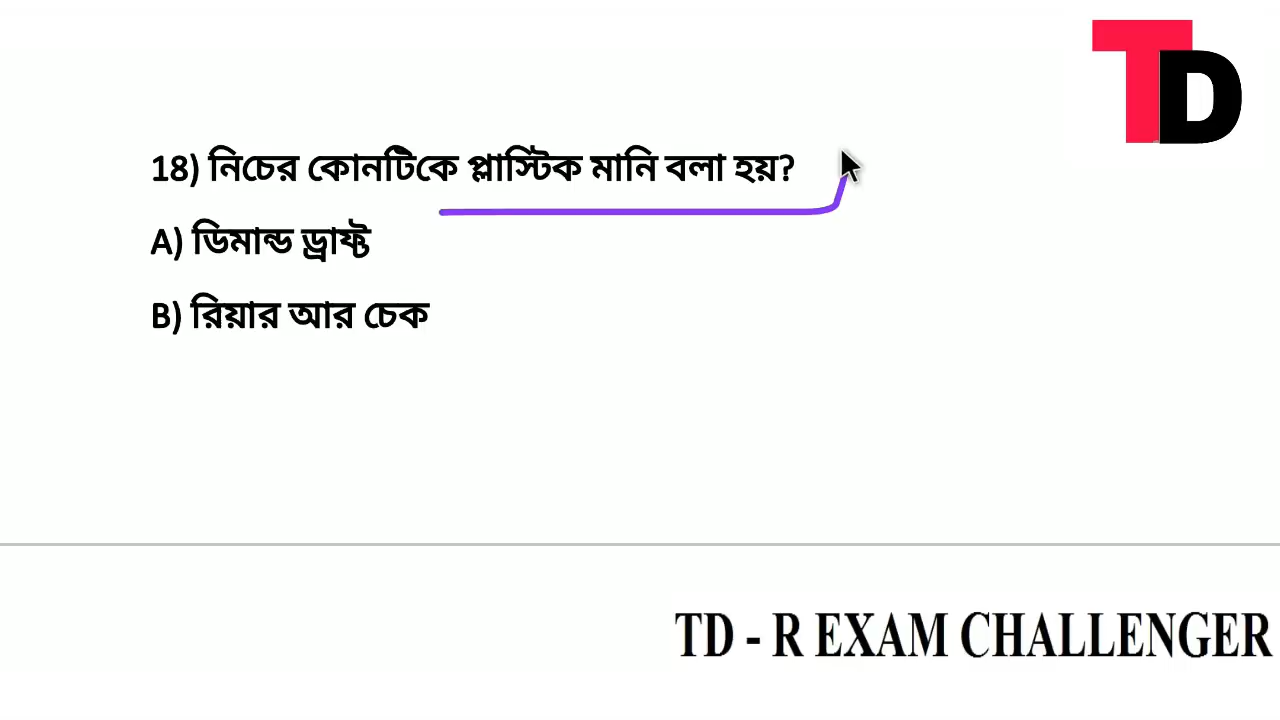 TD
18) নিচের কোনটিকে প্লাস্টিক মানি বলা হয়?
A) ডিমান্ড ড্রাফ্ট
B) রিয়ার আর চেক
TD - R EXAM CHALLENGER